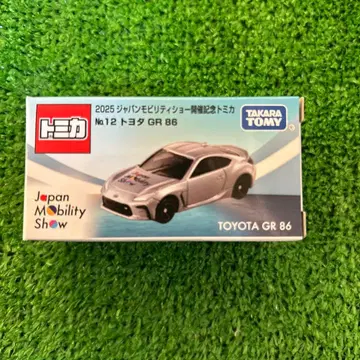 トミカ
2025 ジャパンモビリティショー開催記念トミカ
No.12 トヨタ GR 86
TAKARA
TOMY
Japan
Mobility
Show
TOYOTA GR 86